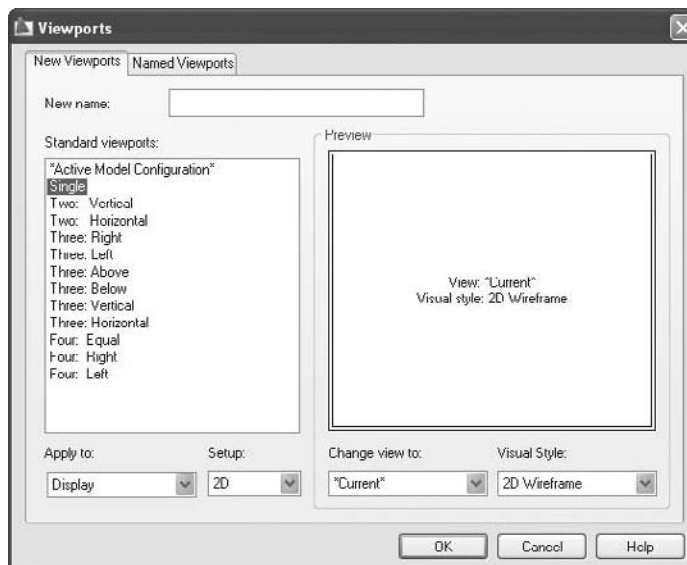 Viewports
New Viewports
Named Viewports
New name:
Standard viewports:
*Active Model Configuration*
Single
Two: Vertical
Two: Horizontal
Three: Right
Three: Left
Three: Above
Three: Below
Three: Vertical
Three: Horizontal
Four: Equal
Four: Right
Four: Left
Preview
View: *Current*
Visual style: 2D Wireframe
Apply to:
Display
Setup:
2D
Change view to:
*Current*
Visual Style:
2D Wireframe
OK
Cancel
Help